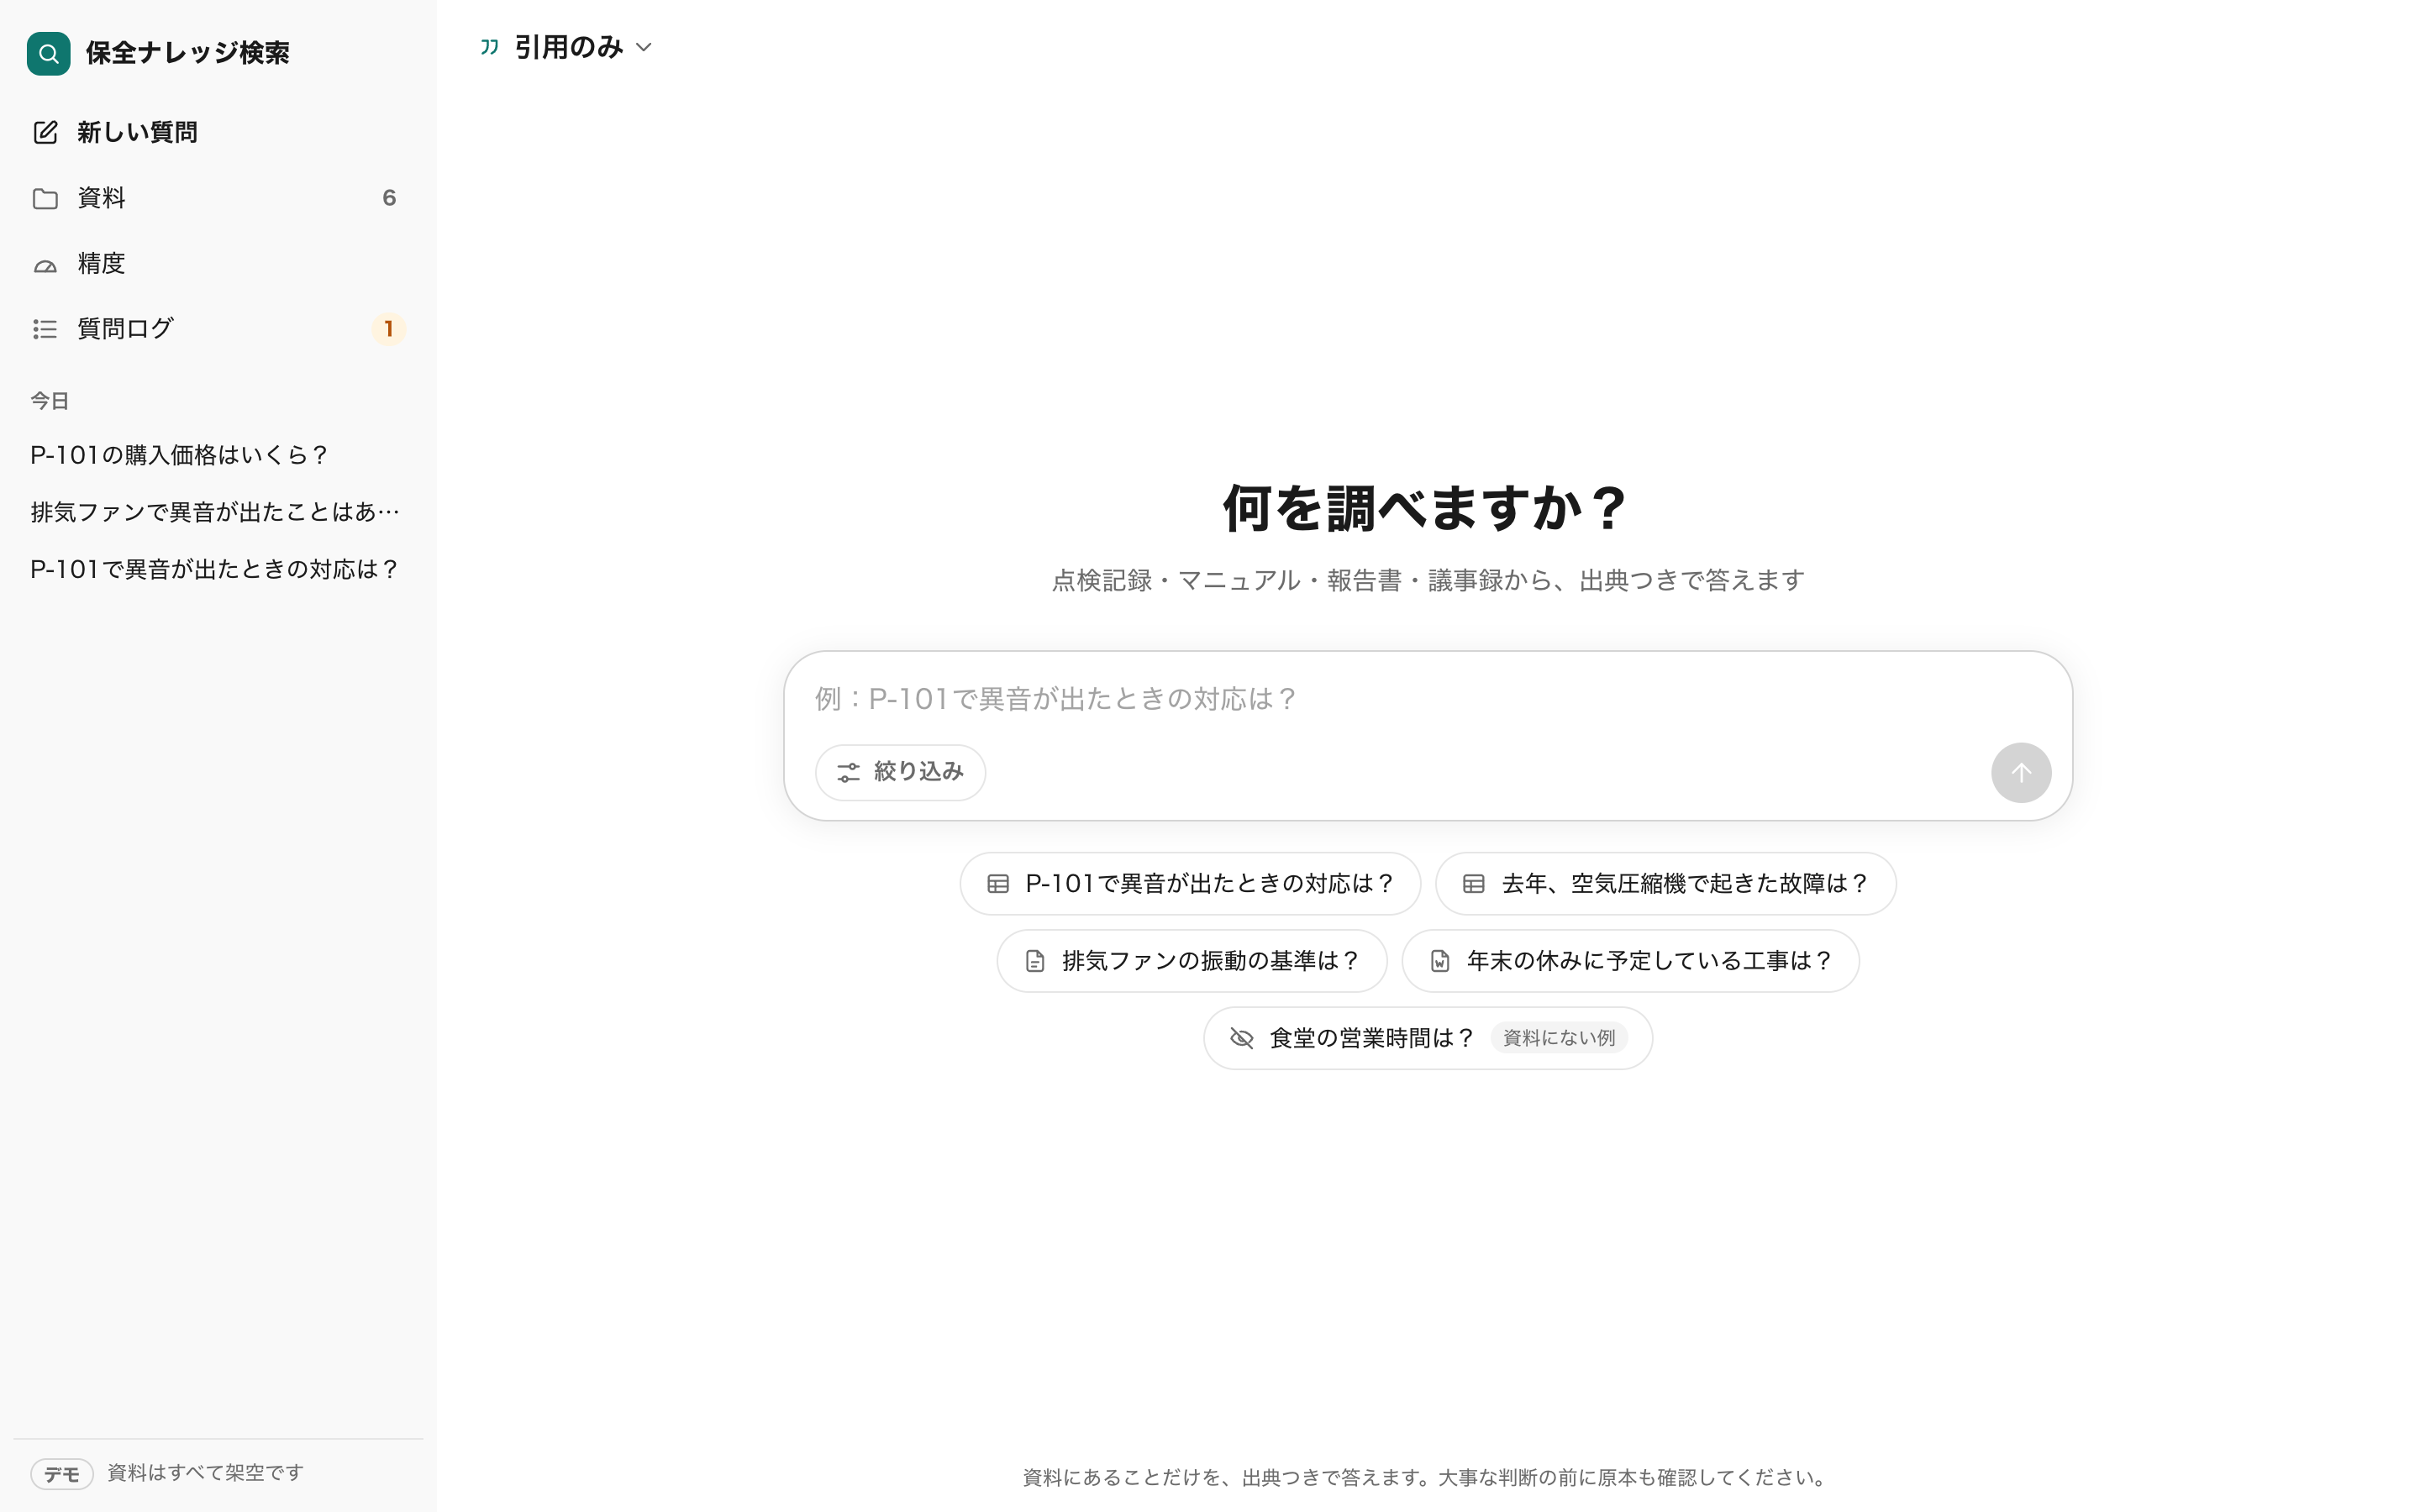 保全ナレッジ検索
新しい質問
資料 6
精度
質問ログ 1
今日
P-101の購入価格はいくら？
排気ファンで異音が出たことはあ…
P-101で異音が出たときの対応は？
デモ 資料はすべて架空です
引用のみ
何を調べますか？
点検記録・マニュアル・報告書・議事録から、出典つきで答えます
例：P-101で異音が出たときの対応は？
絞り込み
P-101で異音が出たときの対応は？
去年、空気圧縮機で起きた故障は？
排気ファンの振動の基準は？
年末の休みに予定している工事は？
食堂の営業時間は？ 資料にない例
資料にあることだけを、出典つきで答えます。大事な判断の前に原本も確認してください。